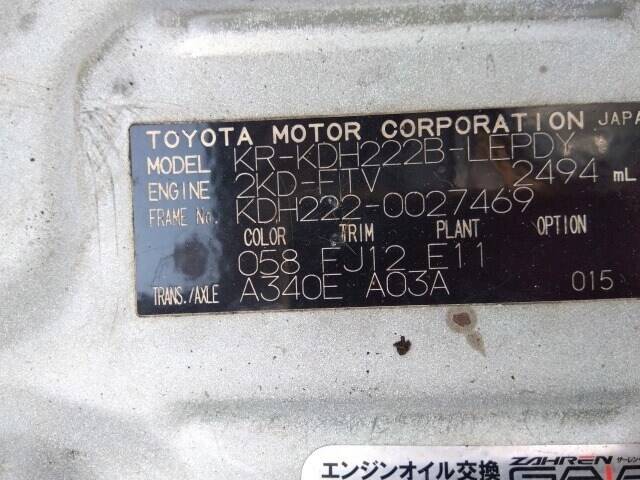 TOYOTA MOTOR CORPORATION JAPA
MODEL KR-KDH222B-LEPDY
ENGINE 2KD-FTV 2494 mL
FRAME No. KDH222-0027469
COLOR TRIM PLANT OPTION
058 FJ12 E11
TRANS./AXLE A340E A03A 015
エンジンオイル交換 ZAHREN